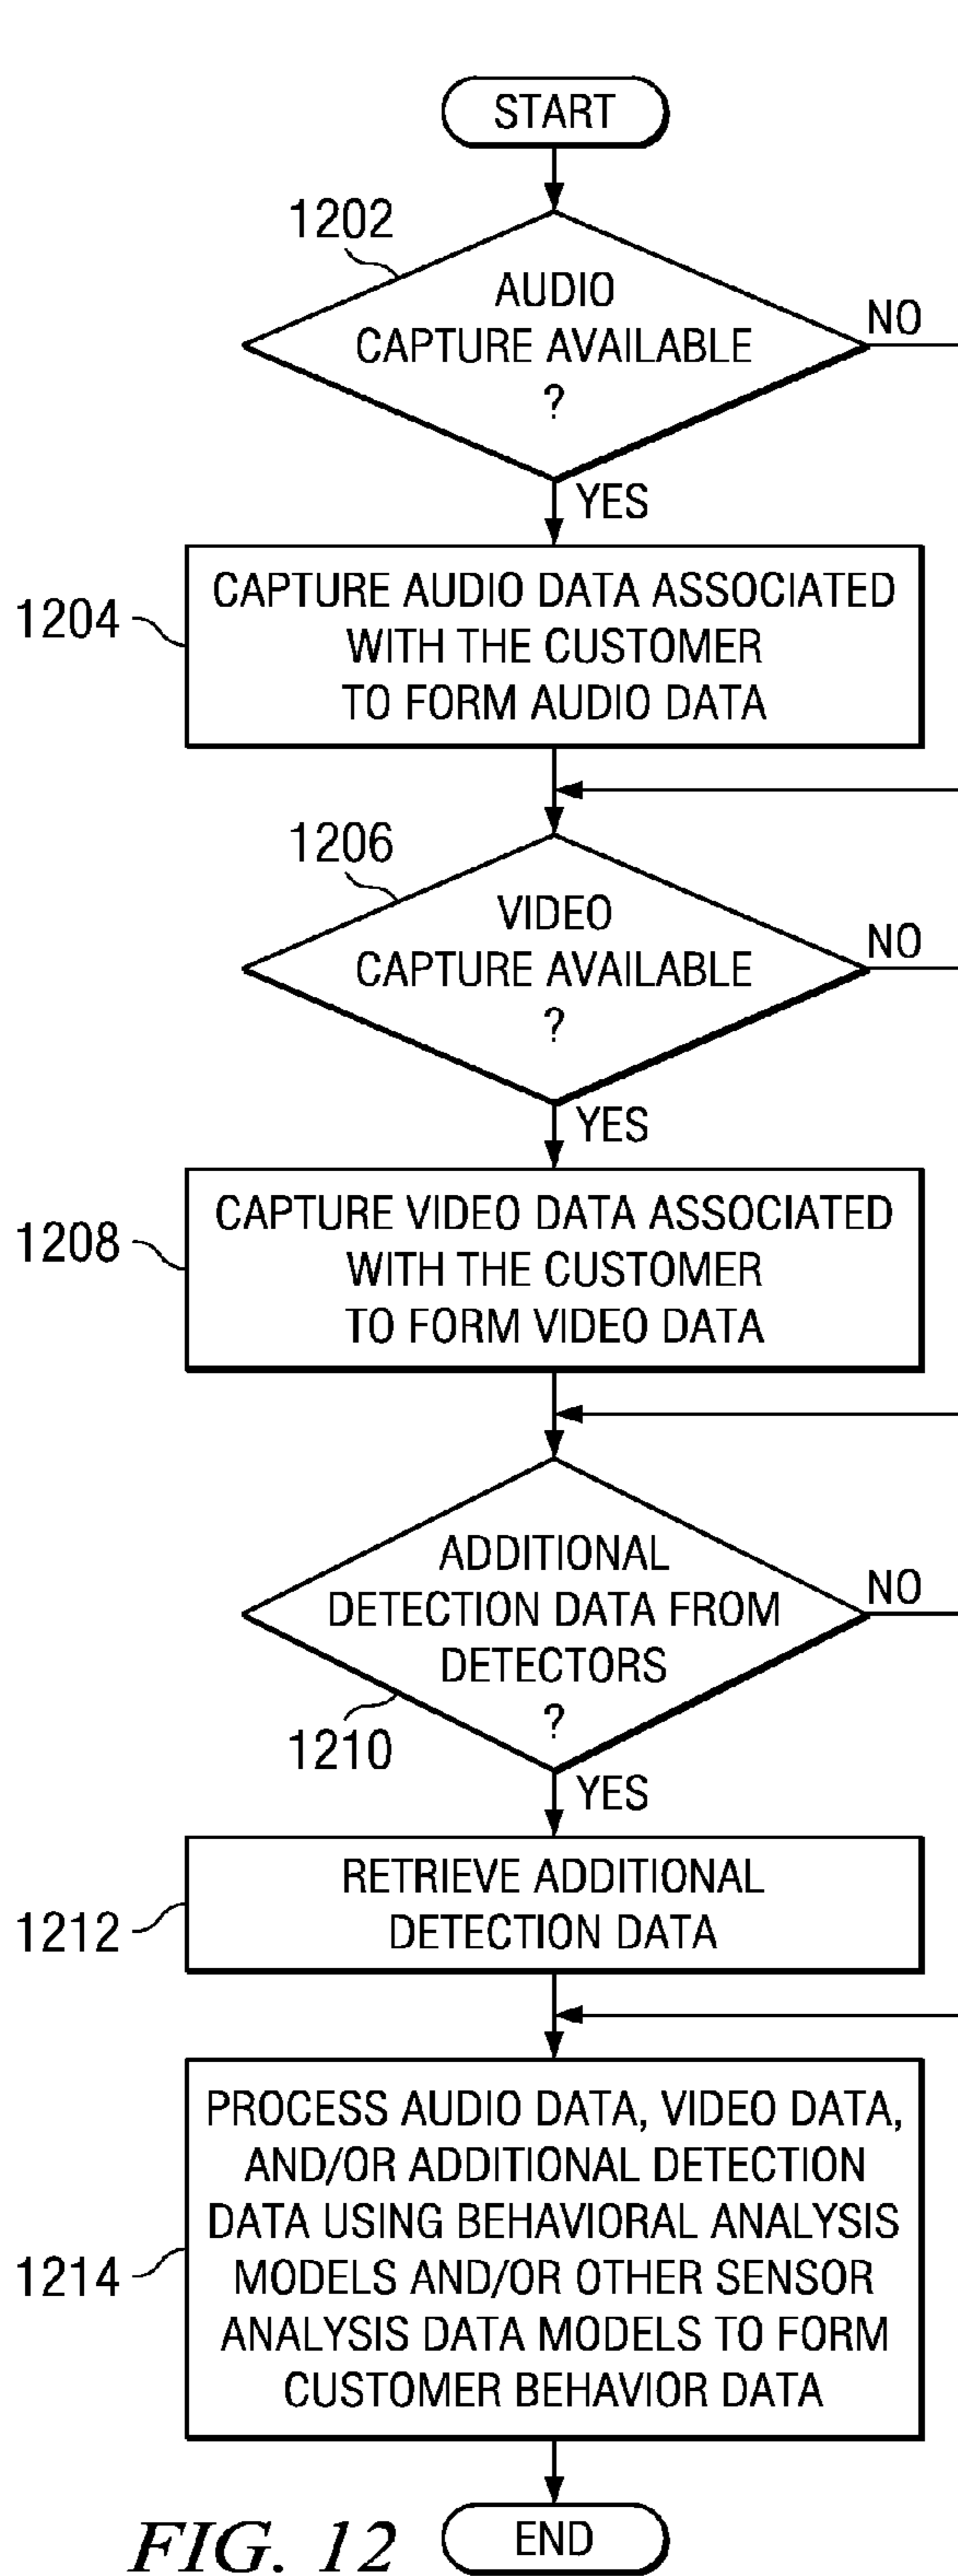 START
1202
AUDIO
CAPTURE AVAILABLE
?
NO
YES
1204
CAPTURE AUDIO DATA ASSOCIATED
WITH THE CUSTOMER
TO FORM AUDIO DATA
1206
VIDEO
CAPTURE AVAILABLE
?
NO
YES
1208
CAPTURE VIDEO DATA ASSOCIATED
WITH THE CUSTOMER
TO FORM VIDEO DATA
ADDITIONAL
DETECTION DATA FROM
DETECTORS
?
NO
1210
YES
1212
RETRIEVE ADDITIONAL
DETECTION DATA
1214
PROCESS AUDIO DATA, VIDEO DATA,
AND/OR ADDITIONAL DETECTION
DATA USING BEHAVIORAL ANALYSIS
MODELS AND/OR OTHER SENSOR
ANALYSIS DATA MODELS TO FORM
CUSTOMER BEHAVIOR DATA
FIG. 12
END